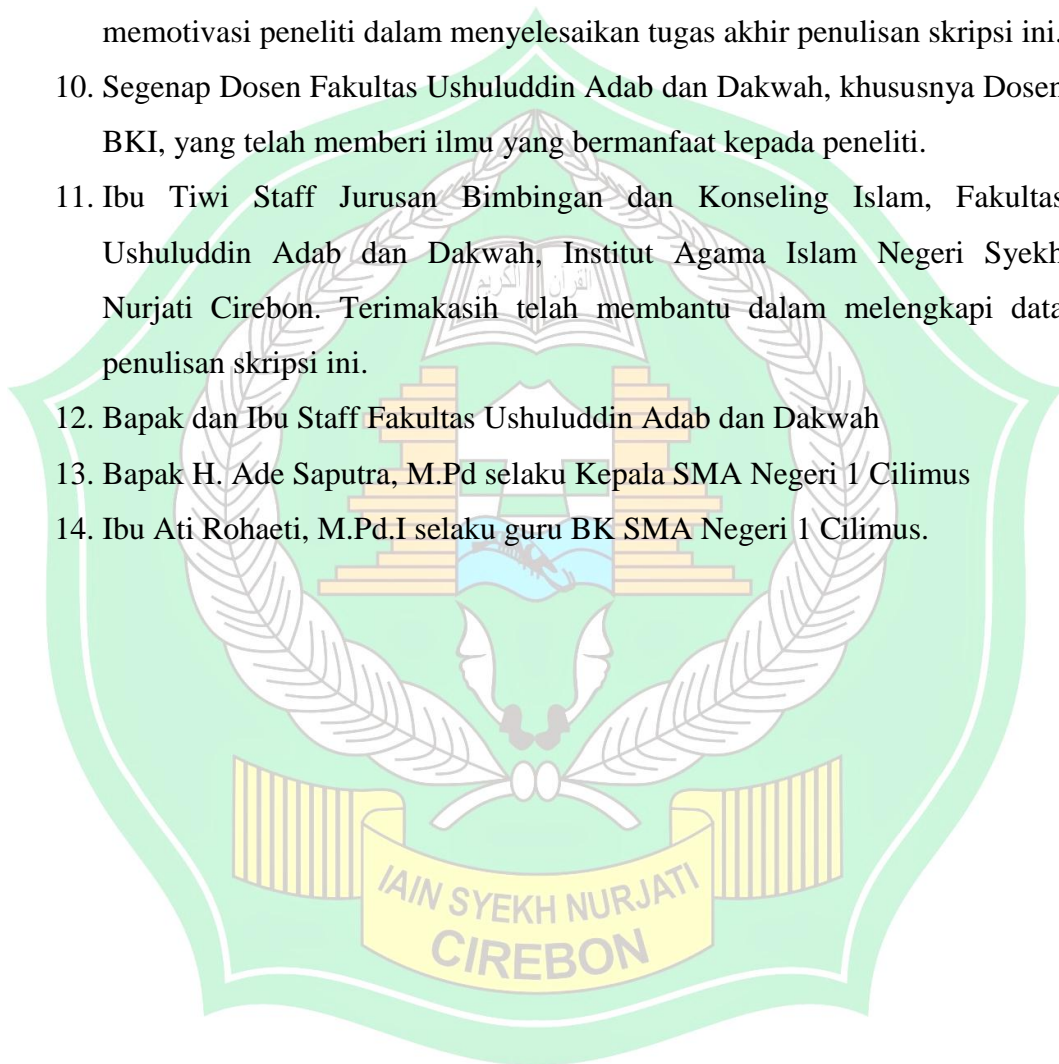 memotivasi peneliti dalam menyelesaikan tugas akhir penulisan skripsi ini.
10. Segenap Dosen Fakultas Ushuluddin Adab dan Dakwah, khususnya Dosen
BKI, yang telah memberi ilmu yang bermanfaat kepada peneliti.
11. Ibu Tiwi Staff Jurusan Bimbingan dan Konseling Islam, Fakultas
Ushuluddin Adab dan Dakwah, Institut Agama Islam Negeri Syekh
Nurjati Cirebon. Terimakasih telah membantu dalam melengkapi data
penulisan skripsi ini.
12. Bapak dan Ibu Staff Fakultas Ushuluddin Adab dan Dakwah
13. Bapak H. Ade Saputra, M.Pd selaku Kepala SMA Negeri 1 Cilimus
14. Ibu Ati Rohaeti, M.Pd.I selaku guru BK SMA Negeri 1 Cilimus.
القرآن الكريم
IAIN SYEKH NURJATI
CIREBON